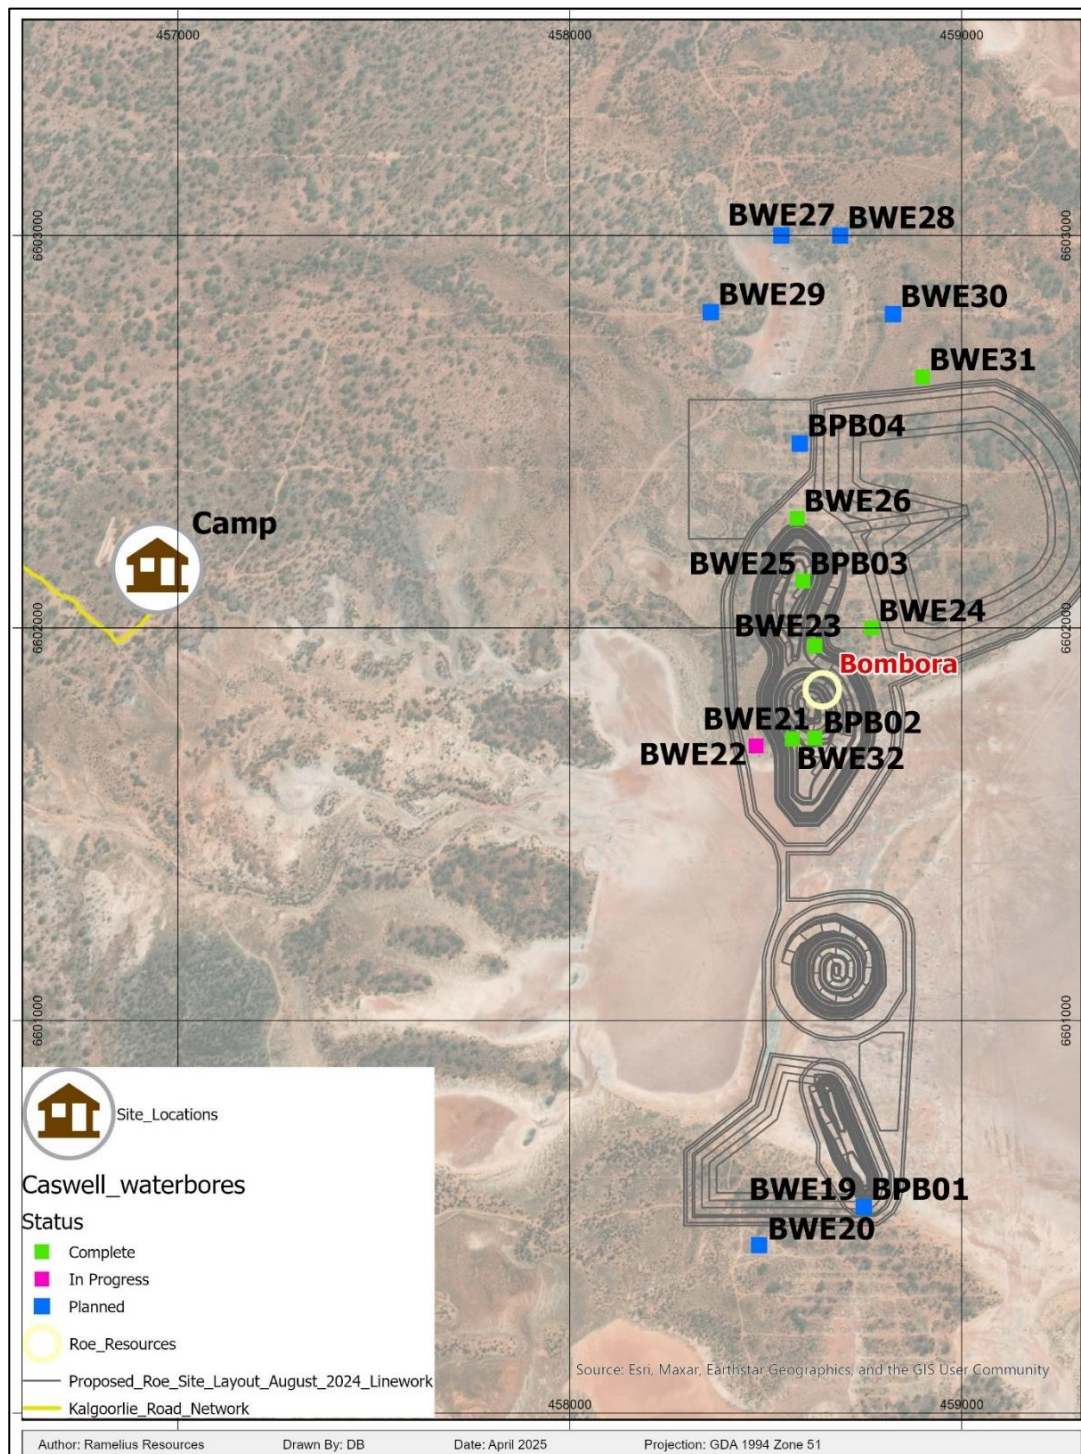 457000
458000
459000
BWE27
BWE28
6603000
6603000
BWE29
BWE30
BWE31
BPB04
Camp
BWE26
BWE25
BPB03
BWE24
6602000
6602000
BWE23
Bombora
BWE21
BPB02
BWE22
BWE32
6601000
6601000
BWE19
BPB01
BWE20
Site_Locations
Caswell_waterbores
Status
Complete
In Progress
Planned
Roe_Resources
Proposed_Roe_Site_Layout_August_2024_Linework
Kalgoorlie_Road_Network
Source: Esri, Maxar, Earthstar Geographics, and the GIS User Community
458000
459000
Author: Ramelius Resources
Drawn By: DB
Date: April 2025
Projection: GDA 1994 Zone 51